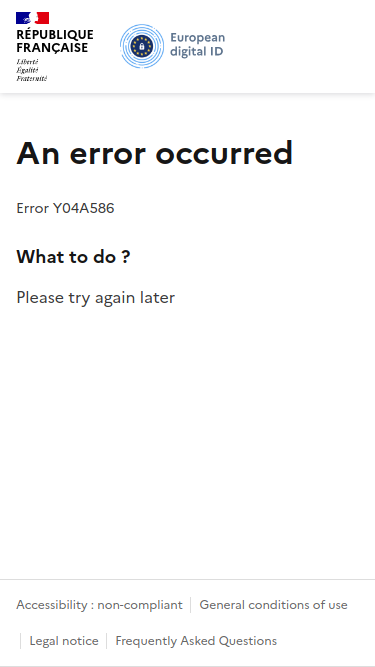 RÉPUBLIQUE
FRANÇAISE
Liberté
Égalité
Fraternité
European
digital ID
An error occurred
Error Y04A586
What to do ?
Please try again later
Accessibility : non-compliant
General conditions of use
Legal notice
Frequently Asked Questions